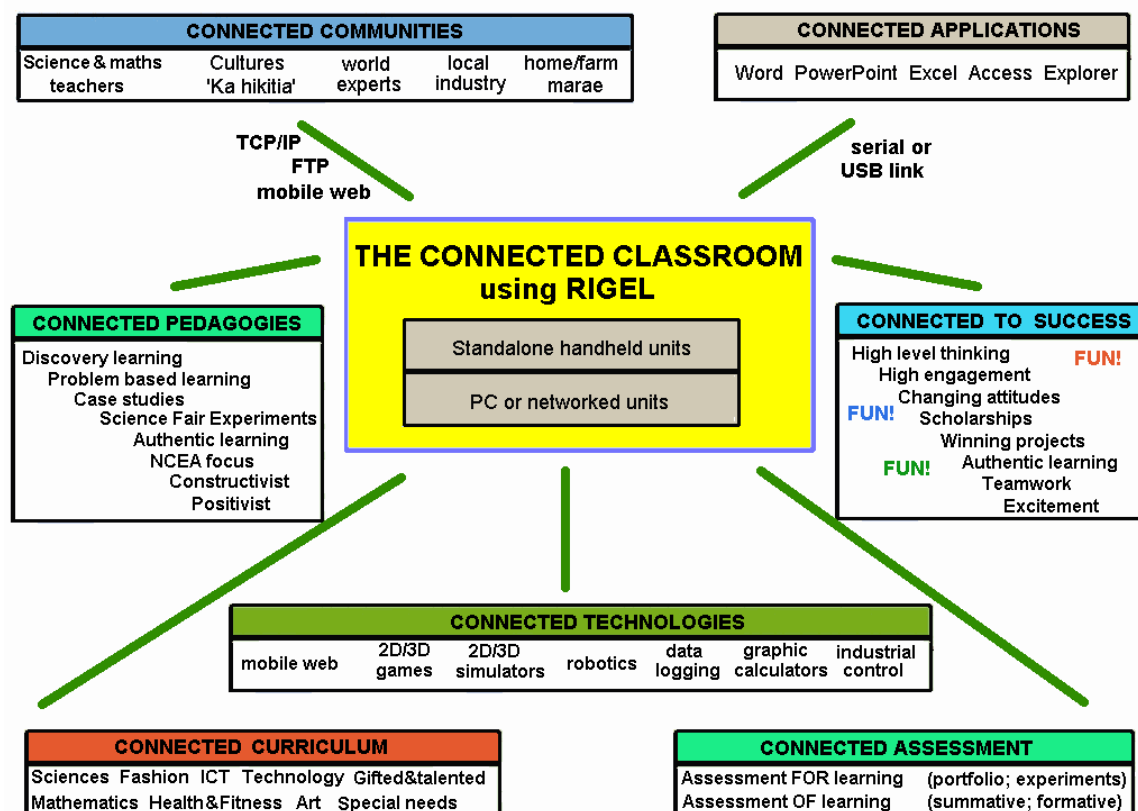 CONNECTED COMMUNITIES
Science & maths teachers
Cultures 'Ka hikitia'
world experts
local industry
home/farm marae
CONNECTED APPLICATIONS
Word PowerPoint Excel Access Explorer
TCP/IP
FTP
mobile web
serial or
USB link
THE CONNECTED CLASSROOM
using RIGEL
Standalone handheld units
PC or networked units
CONNECTED PEDAGOGIES
Discovery learning
Problem based learning
Case studies
Science Fair Experiments
Authentic learning
NCEA focus
Constructivist
Positivist
CONNECTED TO SUCCESS
High level thinking FUN!
High engagement
Changing attitudes
FUN! Scholarships
Winning projects
FUN! Authentic learning
Teamwork
Excitement
CONNECTED TECHNOLOGIES
mobile web
2D/3D games
2D/3D simulators
robotics
data logging
graphic calculators
industrial control
CONNECTED CURRICULUM
Sciences Fashion ICT Technology Gifted&talented
Mathematics Health&Fitness Art Special needs
CONNECTED ASSESSMENT
Assessment FOR learning (portfolio; experiments)
Assessment OF learning (summative; formative)